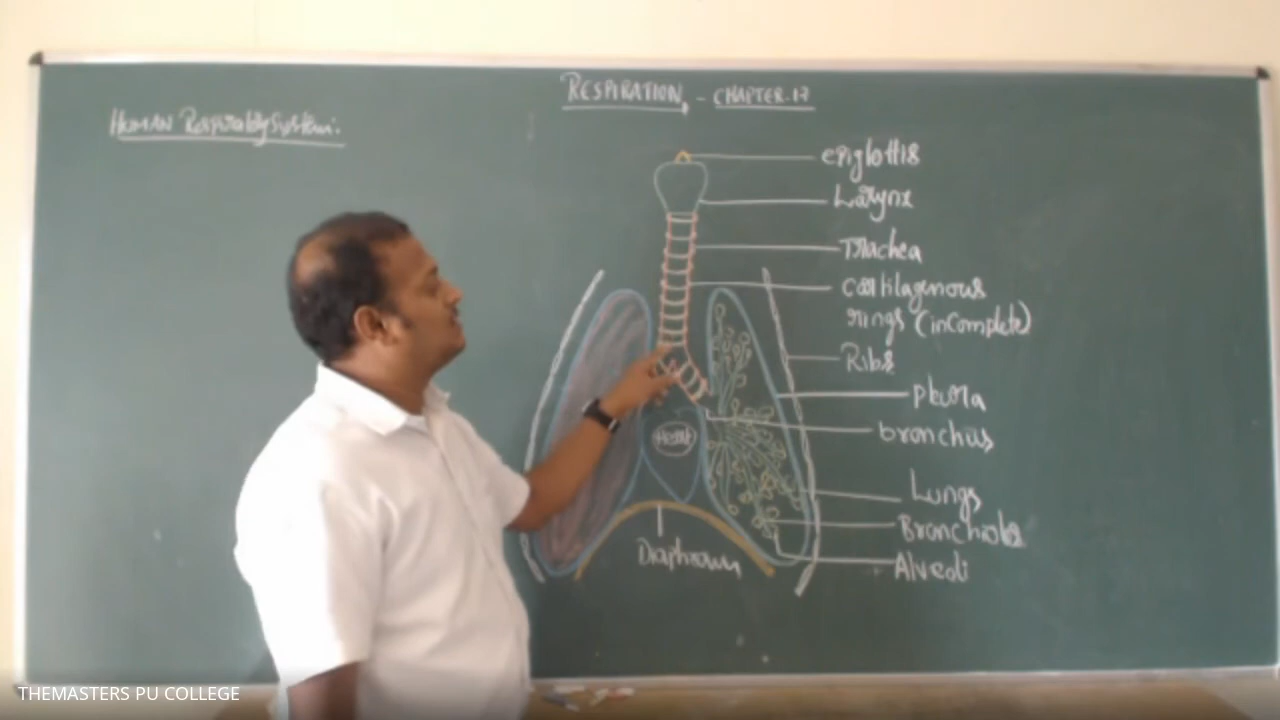 RESPIRATION, - CHAPTER-17
HUMAN Respiratory System:
epiglottis
Larynx
Trachea
cartilagenous
rings (inComplete)
Ribs
pleura
bronchus
Heart
Lungs
Bronchiole
Diaphragm
Alveoli
THEMASTERS PU COLLEGE